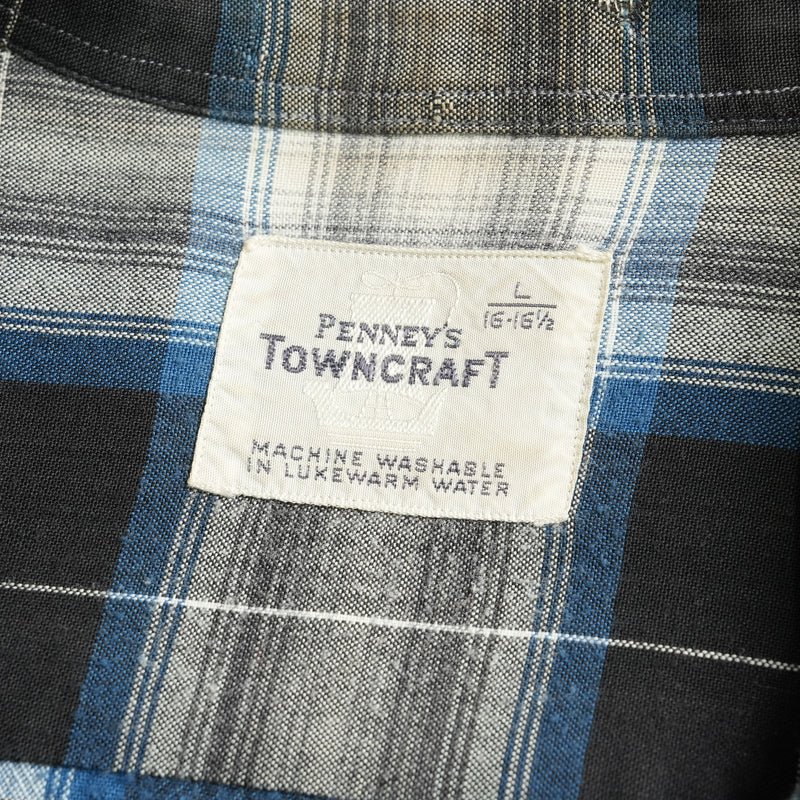 L
16-16½
PENNEY'S
TOWNCRAFT
MACHINE WASHABLE
IN LUKEWARM WATER